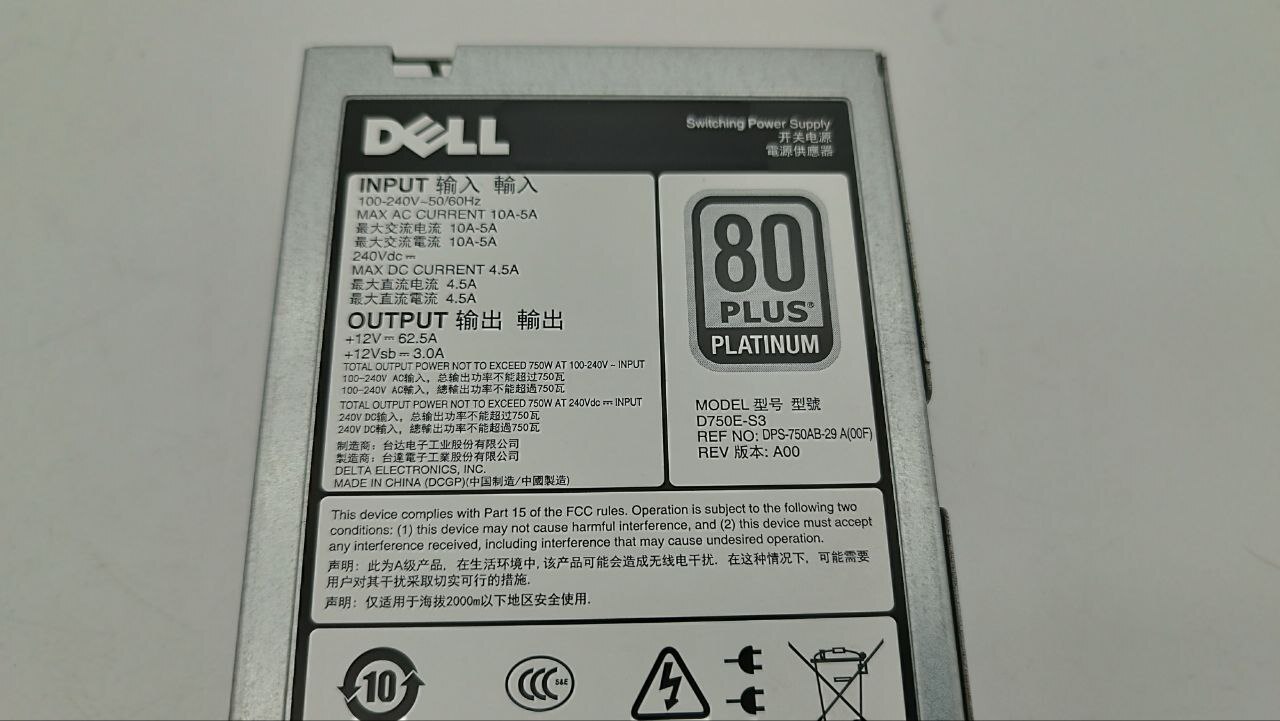 DELL
Switching Power Supply
开关电源
電源供應器
INPUT 输入 輸入
100-240V~50/60Hz
MAX AC CURRENT 10A-5A
最大交流电流 10A-5A
最大交流電流 10A-5A
240Vdc ⎓
MAX DC CURRENT 4.5A
最大直流电流 4.5A
最大直流電流 4.5A
OUTPUT 输出 輸出
+12V ⎓ 62.5A
+12Vsb ⎓ 3.0A
TOTAL OUTPUT POWER NOT TO EXCEED 750W AT 100-240V ~ INPUT
100-240V AC输入，总输出功率不能超过750瓦
100-240V AC輸入，總輸出功率不能超過750瓦
TOTAL OUTPUT POWER NOT TO EXCEED 750W AT 240Vdc ⎓ INPUT
240V DC输入，总输出功率不能超过750瓦
240V DC輸入，總輸出功率不能超過750瓦
制造商：台达电子工业股份有限公司
製造商：台達電子工業股份有限公司
DELTA ELECTRONICS, INC.
MADE IN CHINA (DCGP)(中国制造/中國製造)
80
PLUS®
PLATINUM
MODEL 型号 型號
D750E-S3
REF NO: DPS-750AB-29 A(00F)
REV 版本: A00
This device complies with Part 15 of the FCC rules. Operation is subject to the following two
conditions: (1) this device may not cause harmful interference, and (2) this device must accept
any interference received, including interference that may cause undesired operation.
声明：此为A级产品，在生活环境中,该产品可能会造成无线电干扰．在这种情况下，可能需要
用户对其干扰采取切实可行的措施.
声明：仅适用于海拔2000m以下地区安全使用.
10
CCC S&E